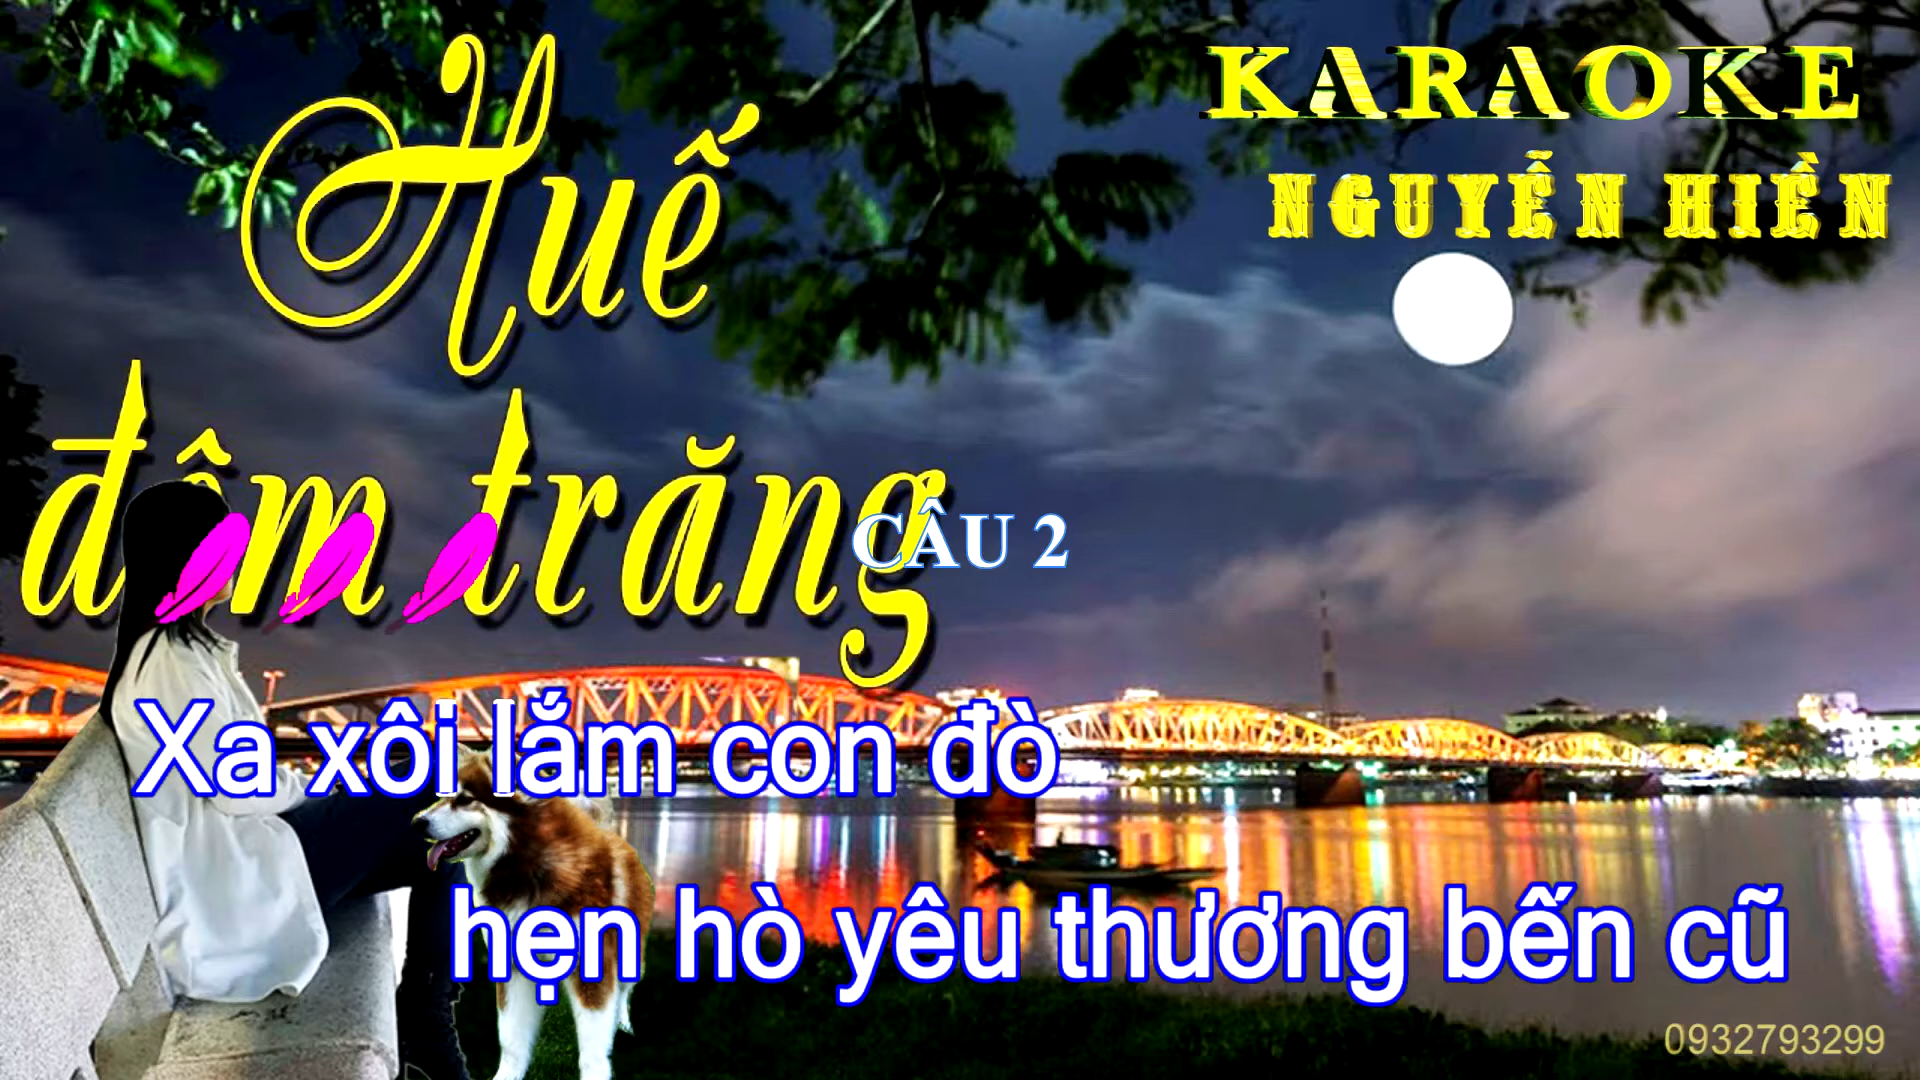 Huế
đêm trăng
KARAOKE
NGUYỄN HIỀN
CÂU 2
Xa xôi lắm con đò
hẹn hò yêu thương bến cũ
0932793299